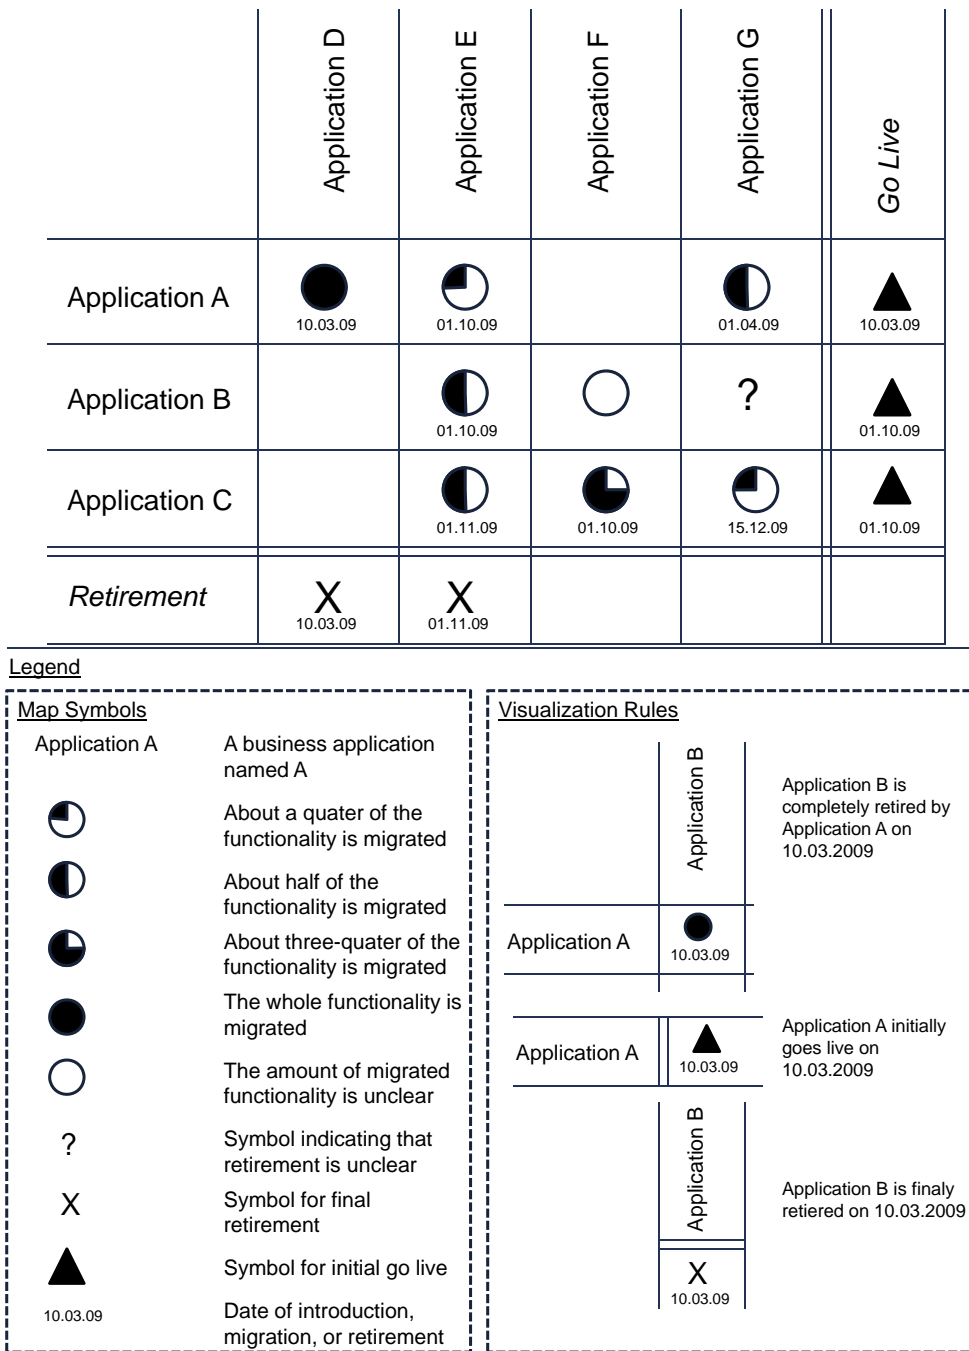 Application D
Application E
Application F
Application G
Go Live
Application A
10.03.09
01.10.09
01.04.09
10.03.09
Application B
?
01.10.09
01.10.09
Application C
01.11.09
01.10.09
15.12.09
01.10.09
Retirement
X
X
10.03.09
01.11.09
Legend
Map Symbols
Application A
A business application
named A
About a quater of the
functionality is migrated
About half of the
functionality is migrated
About three-quater of the
functionality is migrated
The whole functionality is
migrated
The amount of migrated
functionality is unclear
?
Symbol indicating that
retirement is unclear
X
Symbol for final
retirement
Symbol for initial go live
10.03.09
Date of introduction,
migration, or retirement
Visualization Rules
Application B
Application A
10.03.09
Application B is
completely retired by
Application A on
10.03.2009
Application A
10.03.09
Application A initially
goes live on
10.03.2009
Application B
X
10.03.09
Application B is finaly
retiered on 10.03.2009